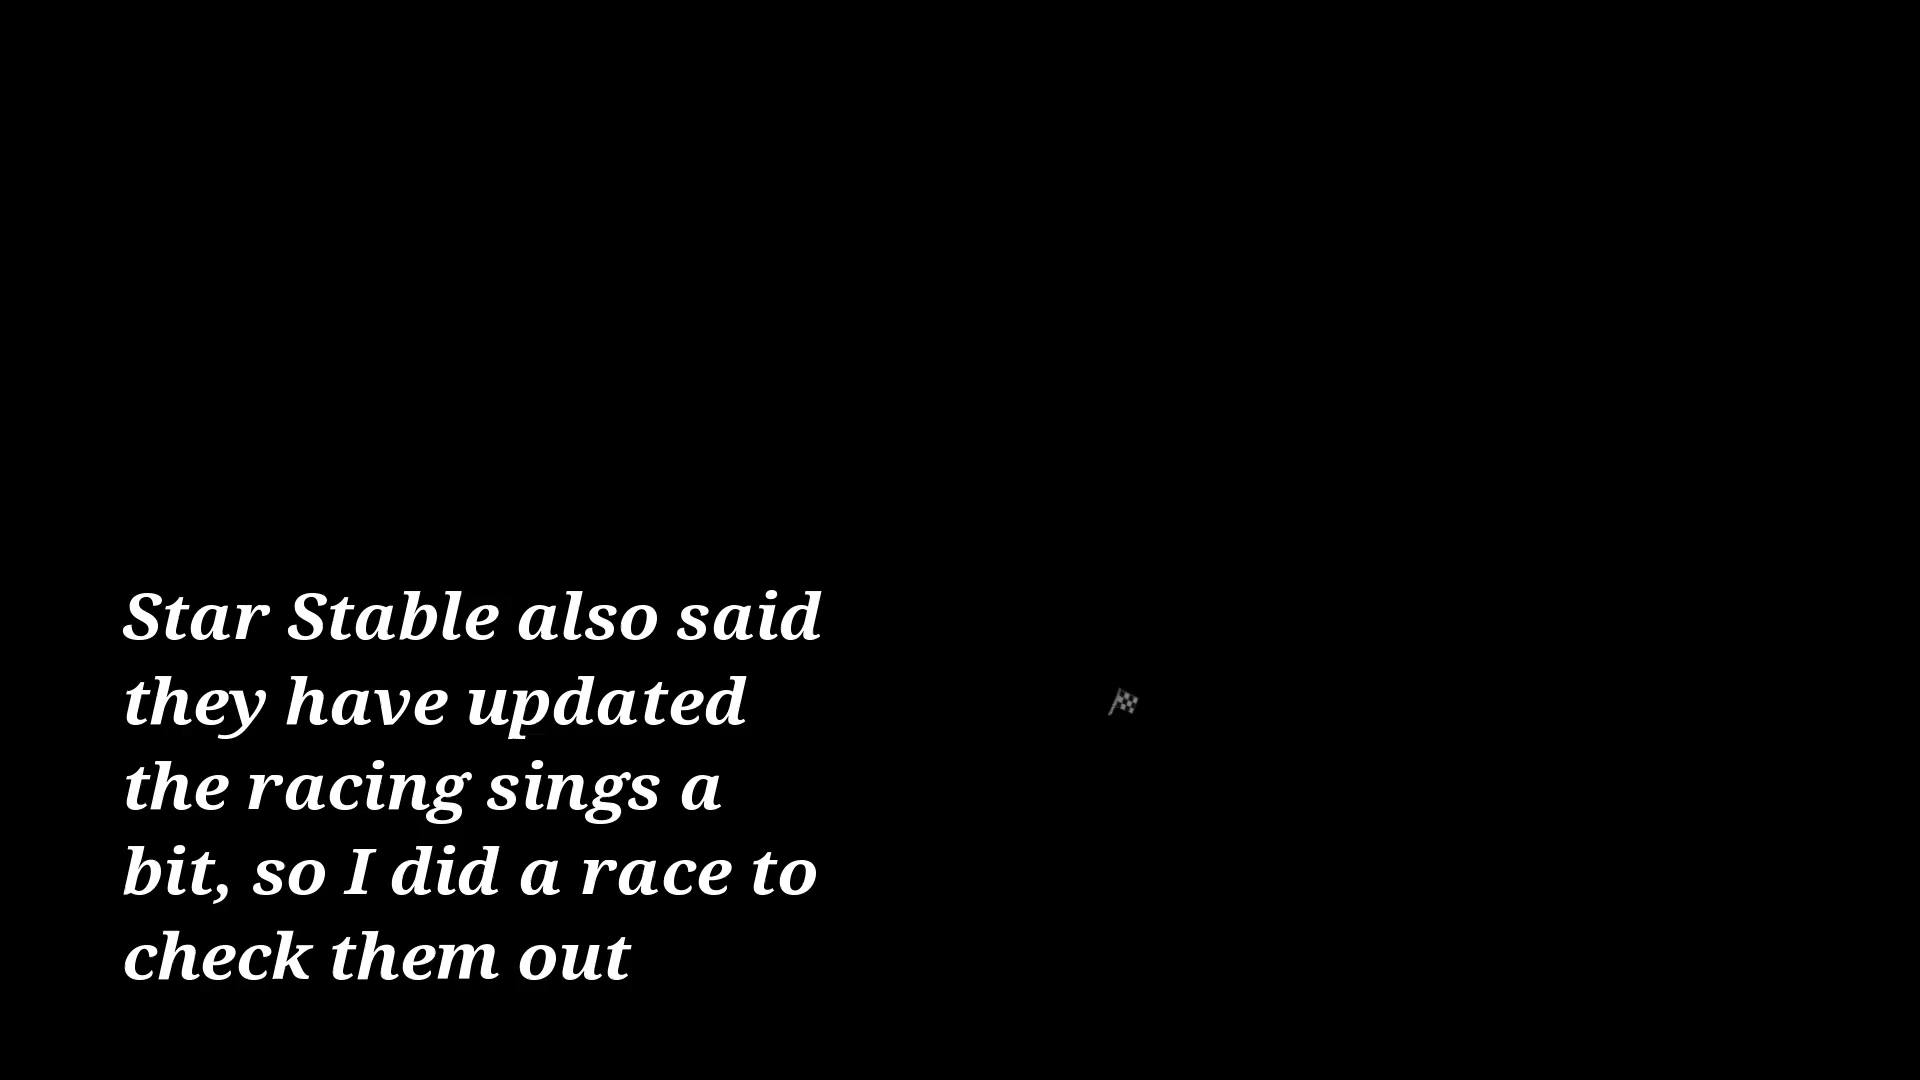 Star Stable also said
they have updated
the racing sings a
bit, so I did a race to
check them out